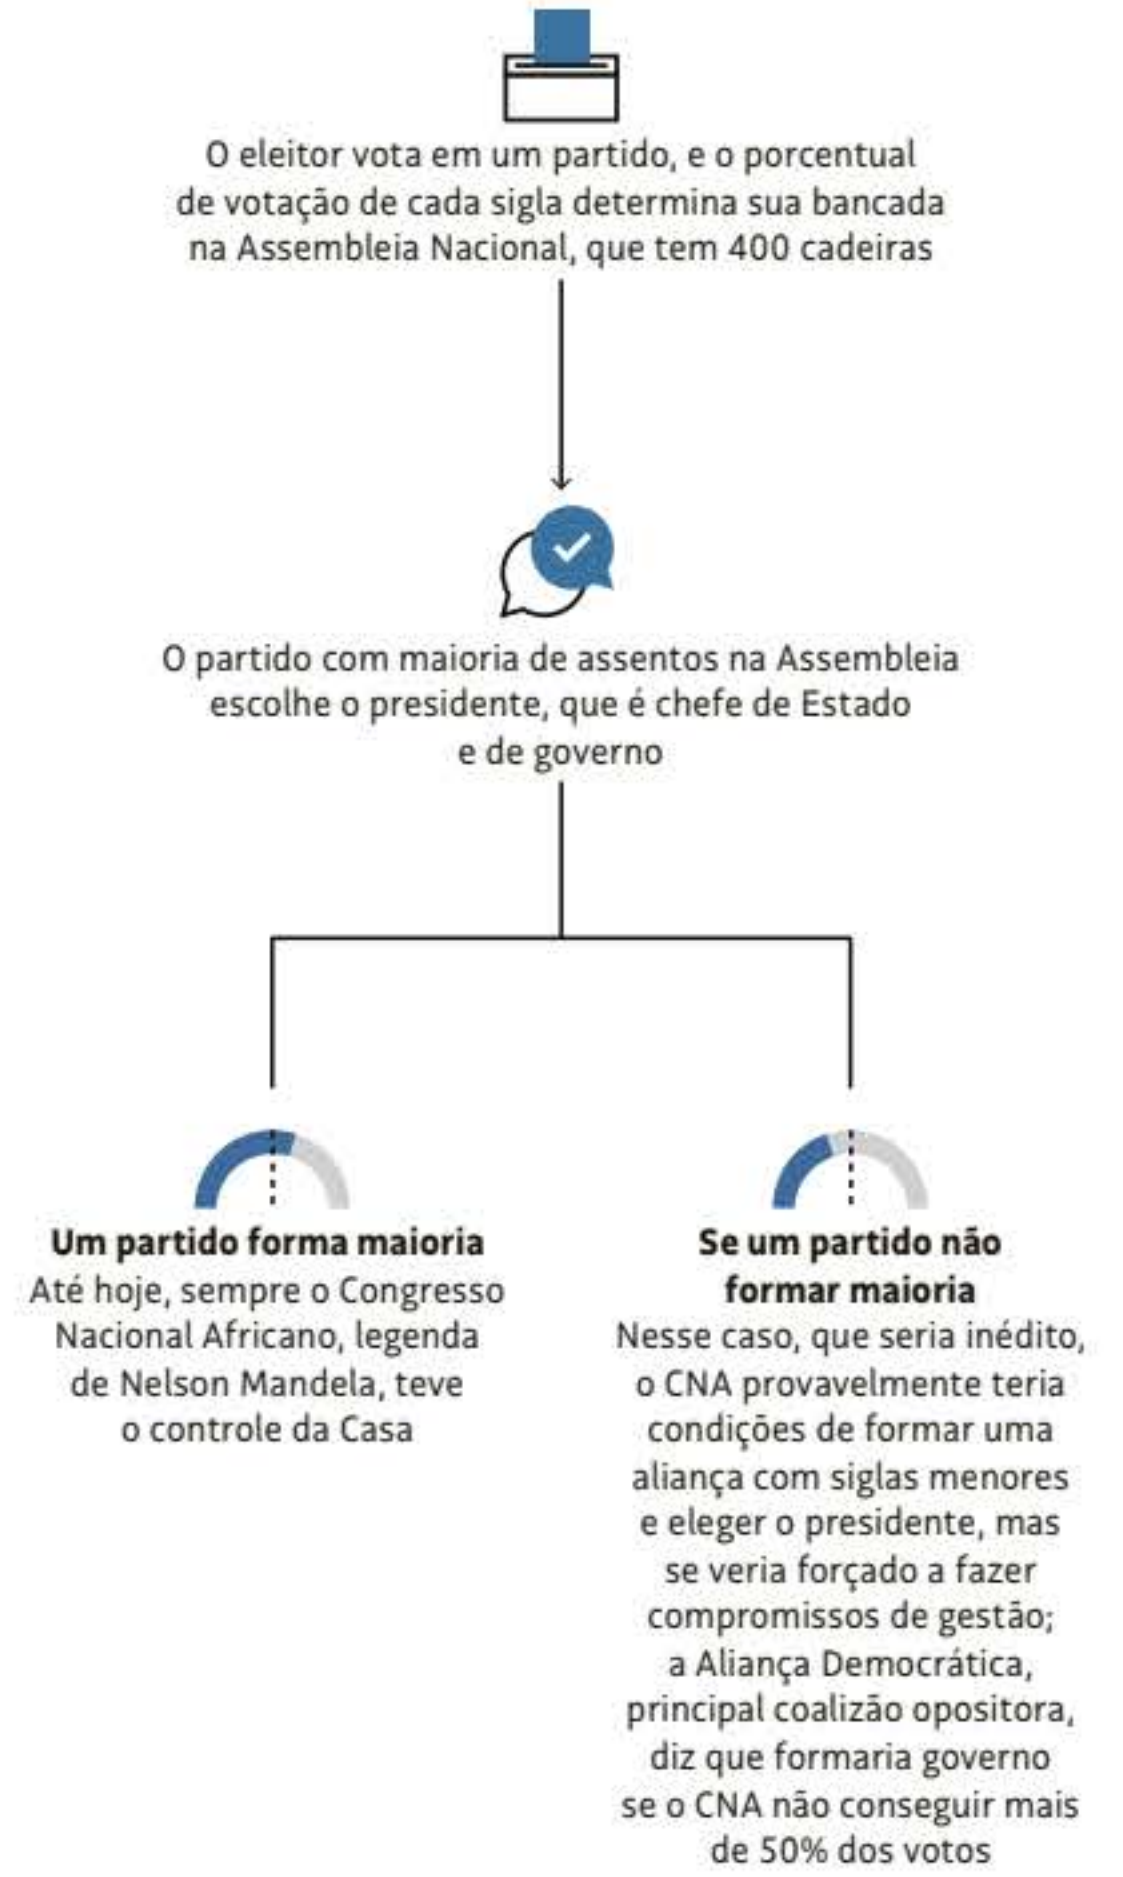 O eleitor vota em um partido, e o porcentual
de votação de cada sigla determina sua bancada
na Assembleia Nacional, que tem 400 cadeiras
O partido com maioria de assentos na Assembleia
escolhe o presidente, que é chefe de Estado
e de governo
Um partido forma maioria
Até hoje, sempre o Congresso
Nacional Africano, legenda
de Nelson Mandela, teve
o controle da Casa
Se um partido não
formar maioria
Nesse caso, que seria inédito,
o CNA provavelmente teria
condições de formar uma
aliança com siglas menores
e eleger o presidente, mas
se veria forçado a fazer
compromissos de gestão;
a Aliança Democrática,
principal coalizão opositora,
diz que formaria governo
se o CNA não conseguir mais
de 50% dos votos